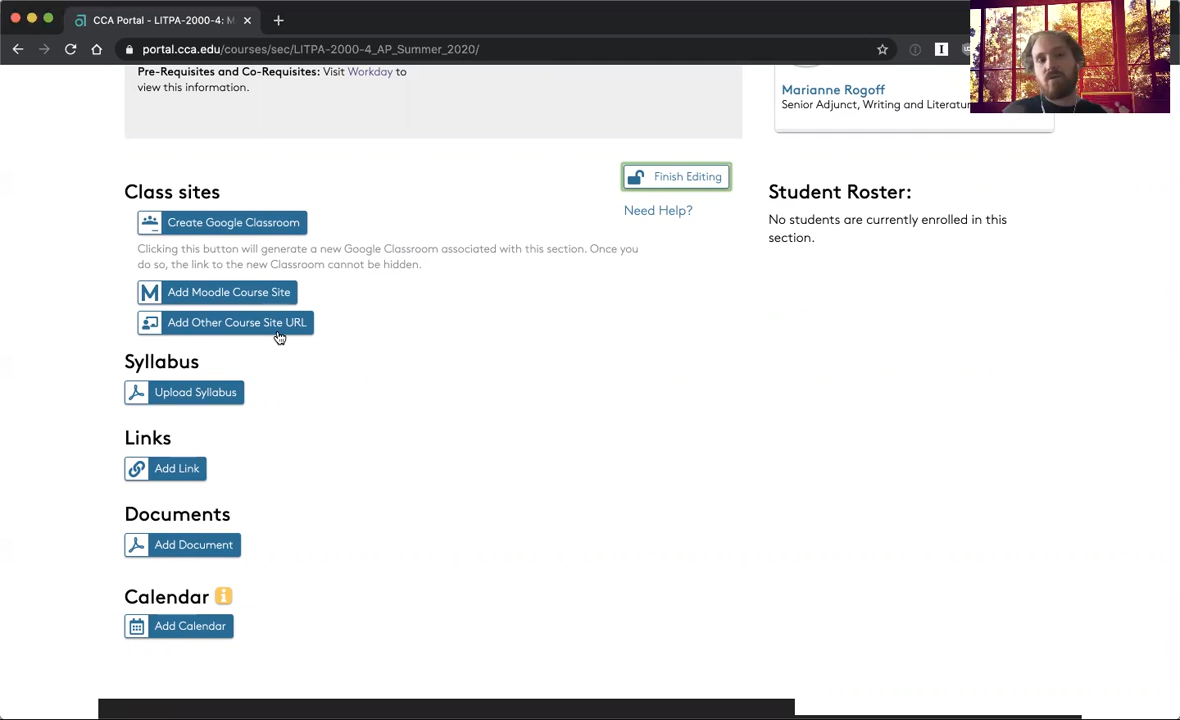 CCA Portal - LITPA-2000-4: M
portal.cca.edu/courses/sec/LITPA-2000-4_AP_Summer_2020/
Pre-Requisites and Co-Requisites: Visit Workday to
view this information.
Marianne Rogoff
Senior Adjunct, Writing and Literatur
Class sites
Finish Editing
Need Help?
Create Google Classroom
Clicking this button will generate a new Google Classroom associated with this section. Once you
do so, the link to the new Classroom cannot be hidden.
Add Moodle Course Site
Add Other Course Site URL
Student Roster:
No students are currently enrolled in this
section.
Syllabus
Upload Syllabus
Links
Add Link
Documents
Add Document
Calendar
Add Calendar